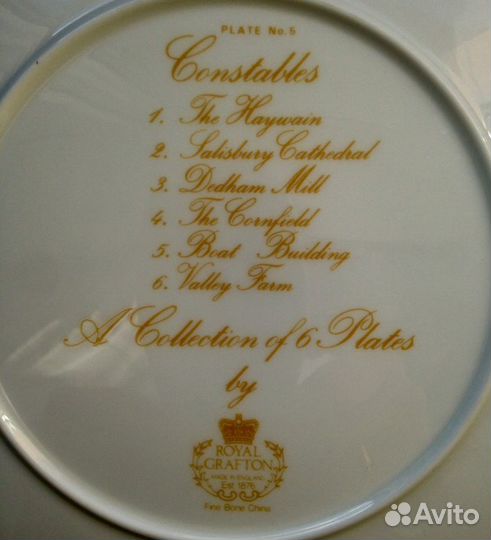 PLATE No. 5
Constables
1. The Haywain
2. Salisbury Cathedral
3. Dedham Mill
4. The Cornfield
5. Boat Building
6. Valley Farm
A Collection of 6 Plates
by
ROYAL
GRAFTON
MADE IN ENGLAND
Est 1876
Fine Bone China
Avito